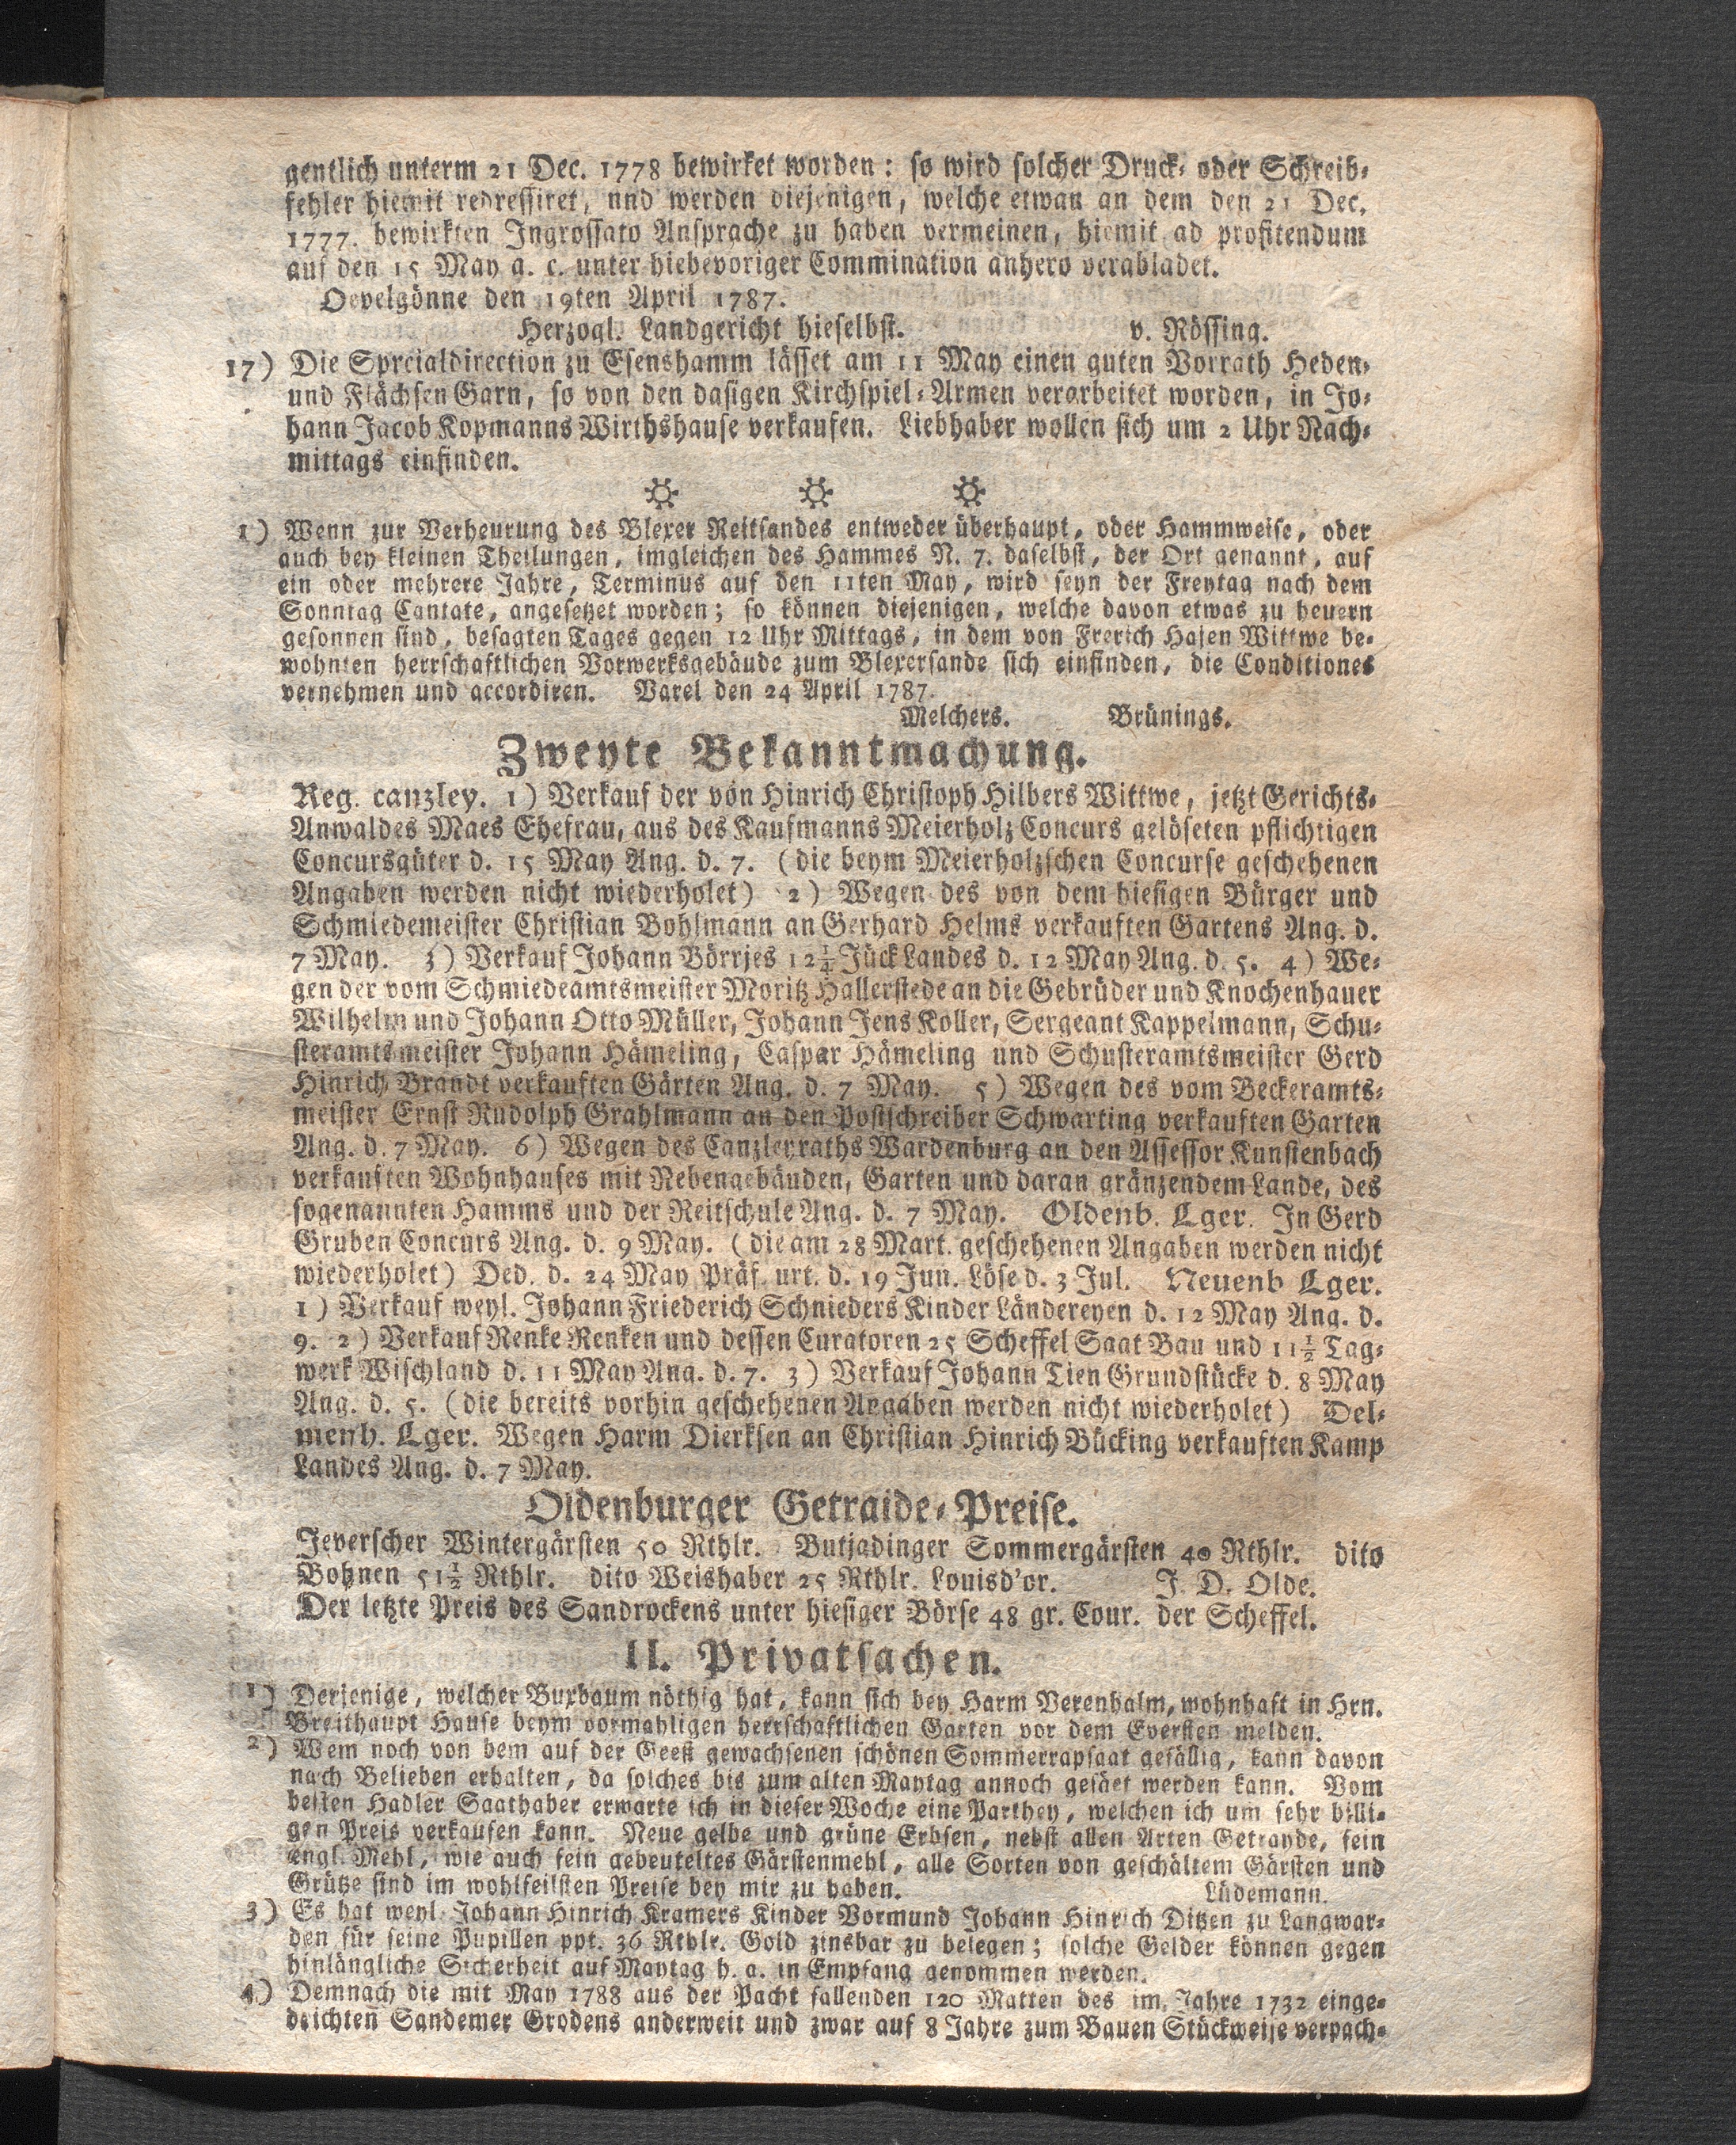 gentlich unterm 21 Dec. 1778 bewirket worden: so wird solcher Druck- oder Schreib-
fehler hiemit redressiret, nnd werden diejenigen, welche etwan an dem den 21 Dec.
1777. bewirkten Ingrossato Ansprache zu haben vermeinen, hiemit ad profitendum
auf den 15 May a. c. unter hiebevoriger Commination anhero verabladet.
Oevelgönne den 19ten April 1787.
Herzogl. Landgericht hieselbst. v. Rössing.
17) Die Sprcialdirection zu Esenshamm lässet am 11 May einen guten Vorrath Heden-
und Flächsen Garn, so von den dasigen Kirchspiel-Armen verarbeitet worden, in Jo-
hann Jacob Kopmanns Wirthshause verkaufen. Liebhaber wollen sich um 2 Uhr Nach-
mittags einfinden.
1) Wenn zur Verheurung des Blexer Reitsandes entweder überhaupt, oder Hammweise, oder
auch bey kleinen Theilungen, imgleichen des Hammes N. 7. daselbst, der Ort genannt, auf
ein oder mehrere Jahre, Terminus auf den 11ten May, wird seyn der Freytag nach dem
Sonntag Cantate, angesetzet worden; so können diejenigen, welche davon etwas zu heuern
gesonnen sind, besagten Tages gegen 12 Uhr Mittags, in dem von Frerich Hasen Wittwe be-
wohnten herrschaftlichen Vorwerksgebäude zum Blexersande sich einfinden, die Conditiones
vernehmen und accordiren. Varel den 24 April 1787.
Melchers. Brünings.
Zweyte Bekanntmachung.
Reg. canzley. 1) Verkauf der von Hinrich Christoph Hilbers Wittwe, jetzt Gerichts-
Anwaldes Maes Ehefrau, aus des Kaufmanns Meierholz Concurs gelöseten pflichtigen
Concursgüter d. 15 May Ang. d. 7. (die beym Meierholzschen Concurse geschehenen
Angaben werden nicht wiederholet) 2) Wegen des von dem hiesigen Bürger und
Schmiedemeister Christian Bohlmann an Gerhard Helms verkauften Gartens Ang. d.
7 May. 3) Verkauf Johann Börrjes 12¼ Jück Landes d. 12 May Ang. d. 5. 4) We-
gen der vom Schmiedeamtsmeister Moritz Hallerstede an die Gebrüder und Knochenhauer
Wilhelm und Johann Otto Müller, Johann Jens Koller, Sergeant Kappelmann, Schu-
steramtsmeister Johann Hämeling, Caspar Hämeling und Schusteramtsmeister Gerd
Hinrich Brandt verkauften Gärten Ang. d. 7 May. 5) Wegen des vom Beckeramts-
meister Ernst Rudolph Grahlmann an den Postschreiber Schwarting verkauften Garten
Ang. d. 7 May. 6) Wegen des Canzleyraths Wardenburg an den Assessor Kunstenbach
verkauften Wohnhauses mit Nebengebäuden, Garten und daran gränzendem Lande, des
sogenannten Hamms und der Reitschule Ang. d. 7 May. Oldenb. Lger. In Gerd
Gruben Concurs Ang. d. 9 May. (die am 28 Mart. geschehenen Angaben werden nicht
wiederholet) Ded. d. 24 May Präf. urt. d. 19 Jun. Löse d. 3 Jul. Neuenb Lger.
1) Verkauf weyl. Johann Friederich Schnieders Kinder Ländereyen d. 12 May Ang. d.
9. 2) Verkauf Renke Renken und dessen Curatoren 25 Scheffel Saat Bau und 11½ Tag-
werk Wischland d. 11 May Ang. d. 7. 3) Verkauf Johann Tien Grundstücke d. 8 May
Ang. d. 5. (die bereits vorhin geschehenen Angaben werden nicht wiederholet) Del-
menh. Lger. Wegen Harm Dierksen an Christian Hinrich Bücking verkauften Kamp
Landes Ang. d. 7 May.
Oldenburger Getraide-Preise.
Jeverscher Wintergärsten 50 Rthlr. Butjadinger Sommergärsten 40 Rthlr. dito
Bohnen 51½ Rthlr. dito Weishaber 25 Rthlr. Louisd'or. J. D. Olde.
Der letzte Preis des Sandrockens unter hiesiger Börse 48 gr. Cour. der Scheffel.
II. Privatsachen.
1) Derjenige, welcher Buxbaum nöthig hat, kann sich bey Harm Verenhalm, wohnhaft in Hrn.
Breithaupt Hause beym vormahligen herrschaftlichen Garten vor dem Eversten melden.
2) Wem noch von dem auf der Geest gewachsenen schönen Sommerrapsaat gefällig, kann davon
nach Belieben erhalten, da solches bis zum alten Maytag annoch gesäet werden kann. Vom
besten Hadler Saathaber erwarte ich in dieser Woche eine Parthey, welchen ich um sehr billi-
gen Preis verkaufen kann. Neue gelbe und grüne Erbsen, nebst allen Arten Getrayde, fein
engl. Mehl, wie auch fein gebeuteltes Gärstenmehl, alle Sorten von geschältem Gärsten und
Grütze sind im wohlfeilsten Preise bey mir zu haben. Lüdemann.
3) Es hat weyl. Johann Hinrich Kramers Kinder Vormund Johann Hinrich Ditzen zu Langwar-
den für seine Pupillen ppt. 36 Rthlr. Gold zinsbar zu belegen; solche Gelder können gegen
hinlängliche Sicherheit auf Maytag h. a. in Empfang genommen werden.
4) Demnach die mit May 1788 aus der Pacht fallenden 120 Matten des im Jahre 1732 einge-
deichten Sandemer Grodens anderweit und zwar auf 8 Jahre zum Bauen Stückweise verpach-